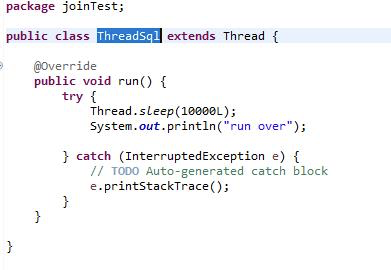 package joinTest;
public class ThreadSql extends Thread {
@Override
public void run() {
try {
Thread.sleep(10000L);
System.out.println("run over");
} catch (InterruptedException e) {
// TODO Auto-generated catch block
e.printStackTrace();
}
}
}